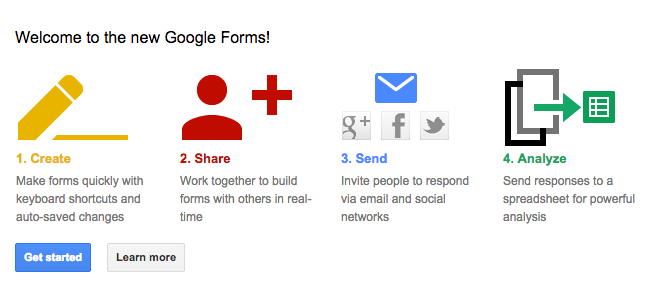 Welcome to the new Google Forms!
g+ f
1. Create
Make forms quickly with
keyboard shortcuts and
auto-saved changes
2. Share
Work together to build
forms with others in real-
time
3. Send
Invite people to respond
via email and social
networks
4. Analyze
Send responses to a
spreadsheet for powerful
analysis
Get started
Learn more